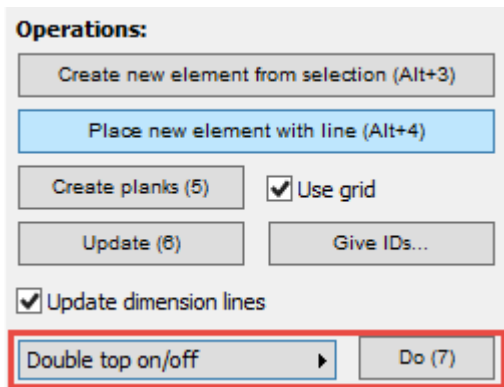 Operations:
Create new element from selection (Alt+3)
Place new element with line (Alt+4)
Create planks (5) Use grid
Update (6) Give IDs...
Update dimension lines
Double top on/off Do (7)